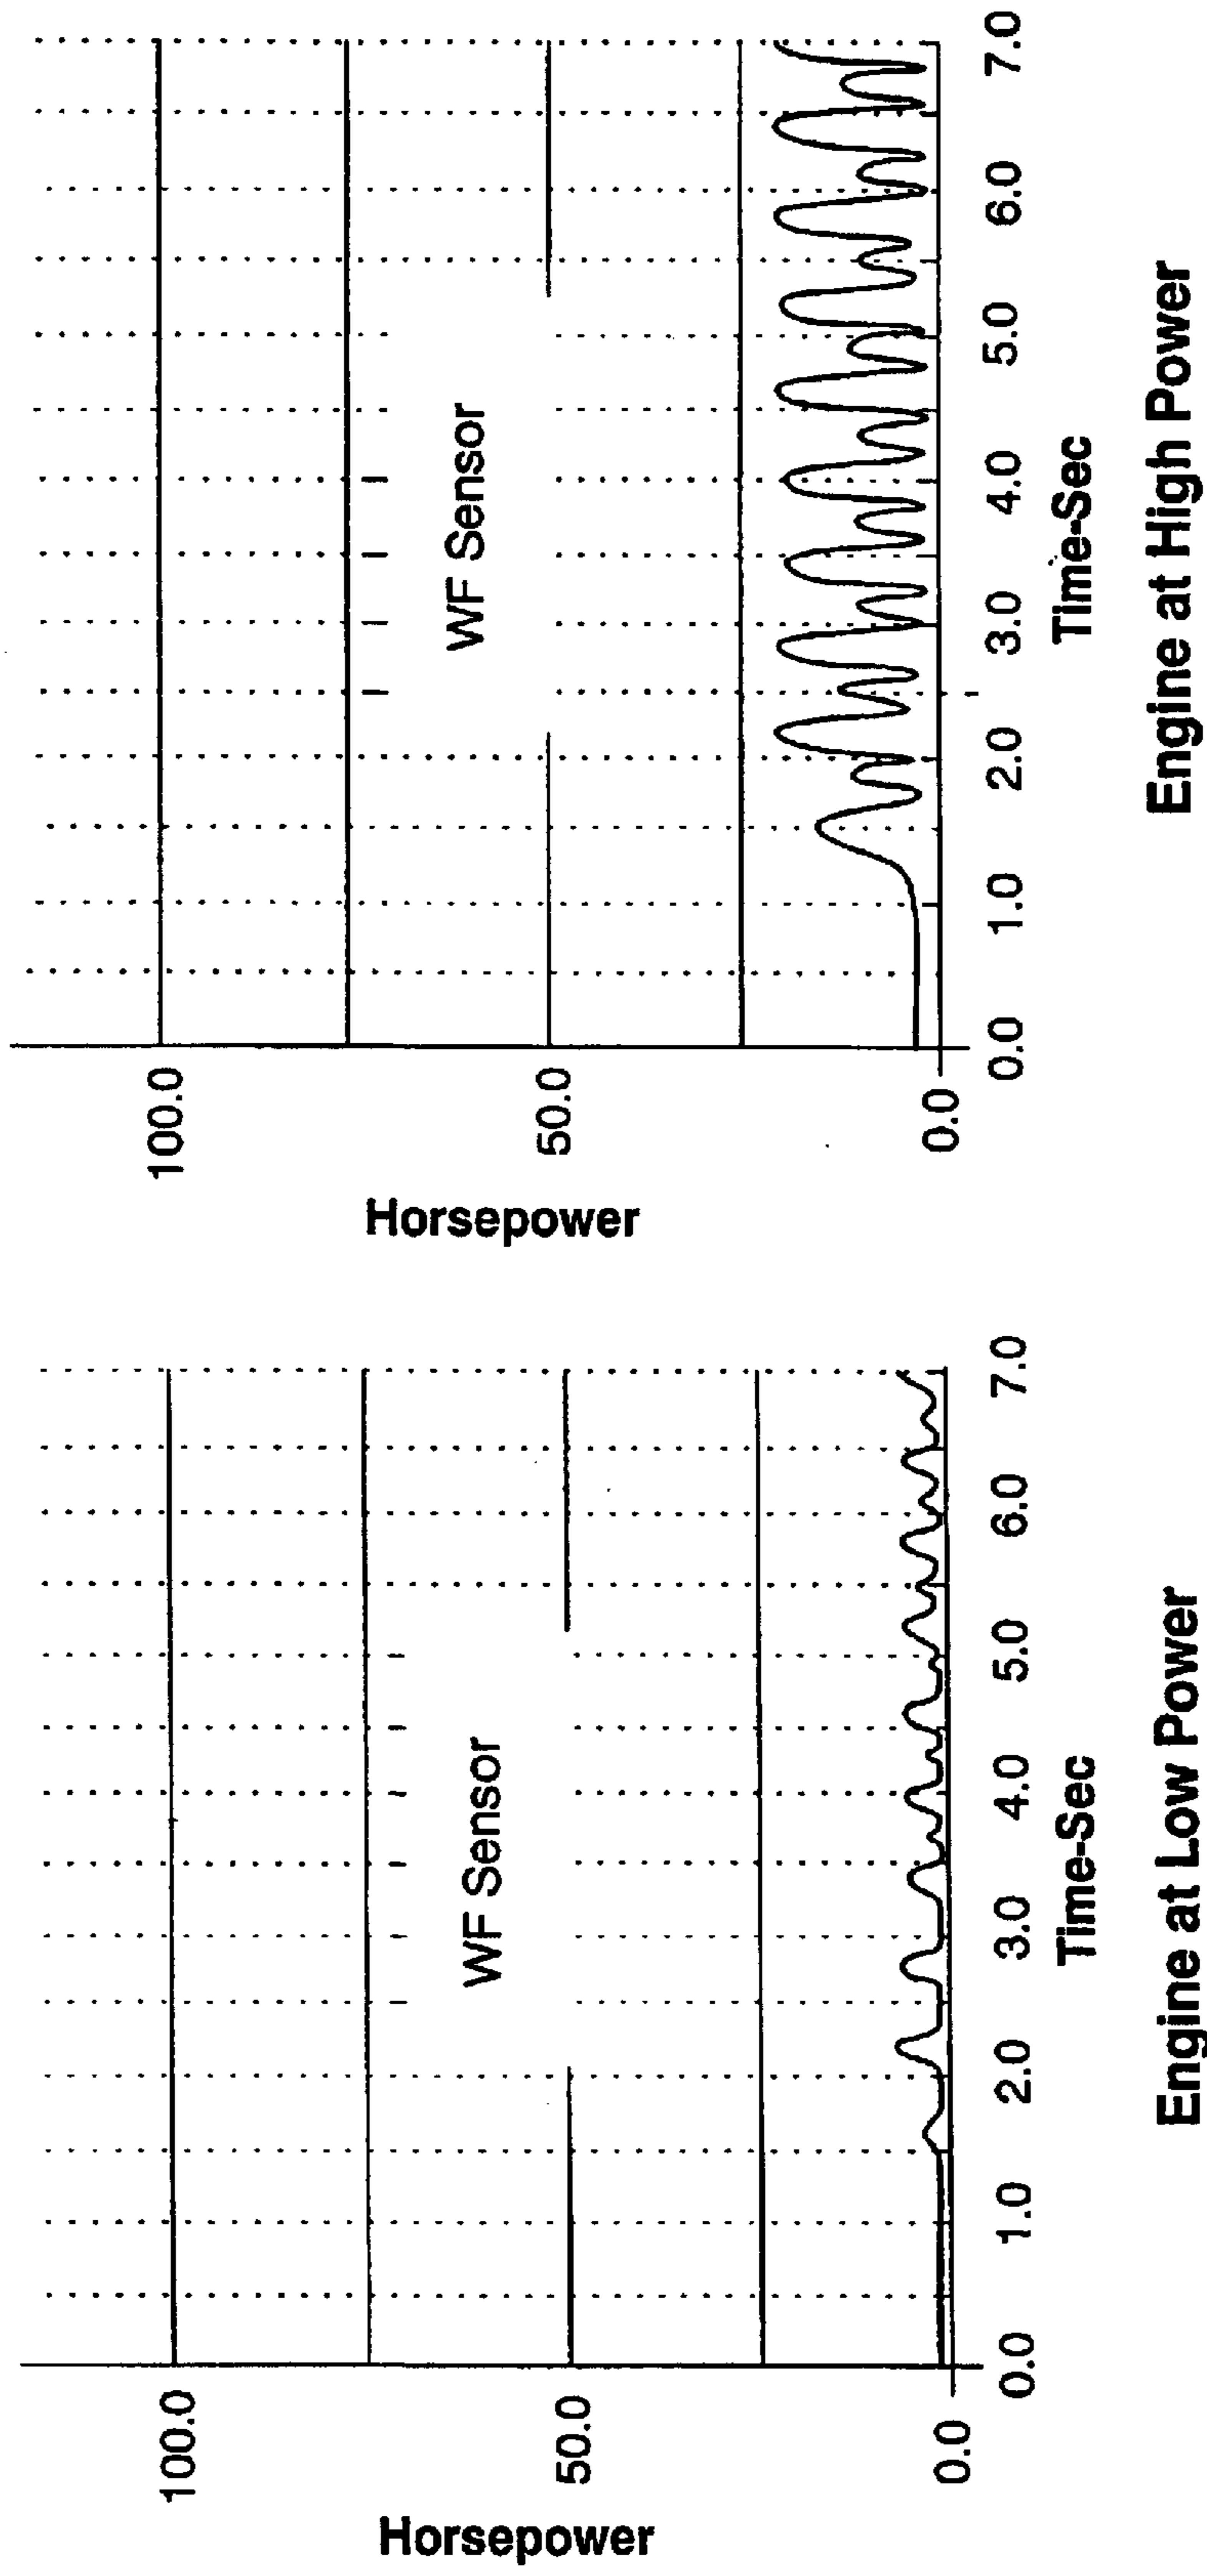 Horsepower
100.0
50.0
0.0
WF Sensor
0.0 1.0 2.0 3.0 4.0 5.0 6.0 7.0
Time-Sec
Engine at Low Power
Horsepower
100.0
50.0
0.0
WF Sensor
0.0 1.0 2.0 3.0 4.0 5.0 6.0 7.0
Time-Sec
Engine at High Power